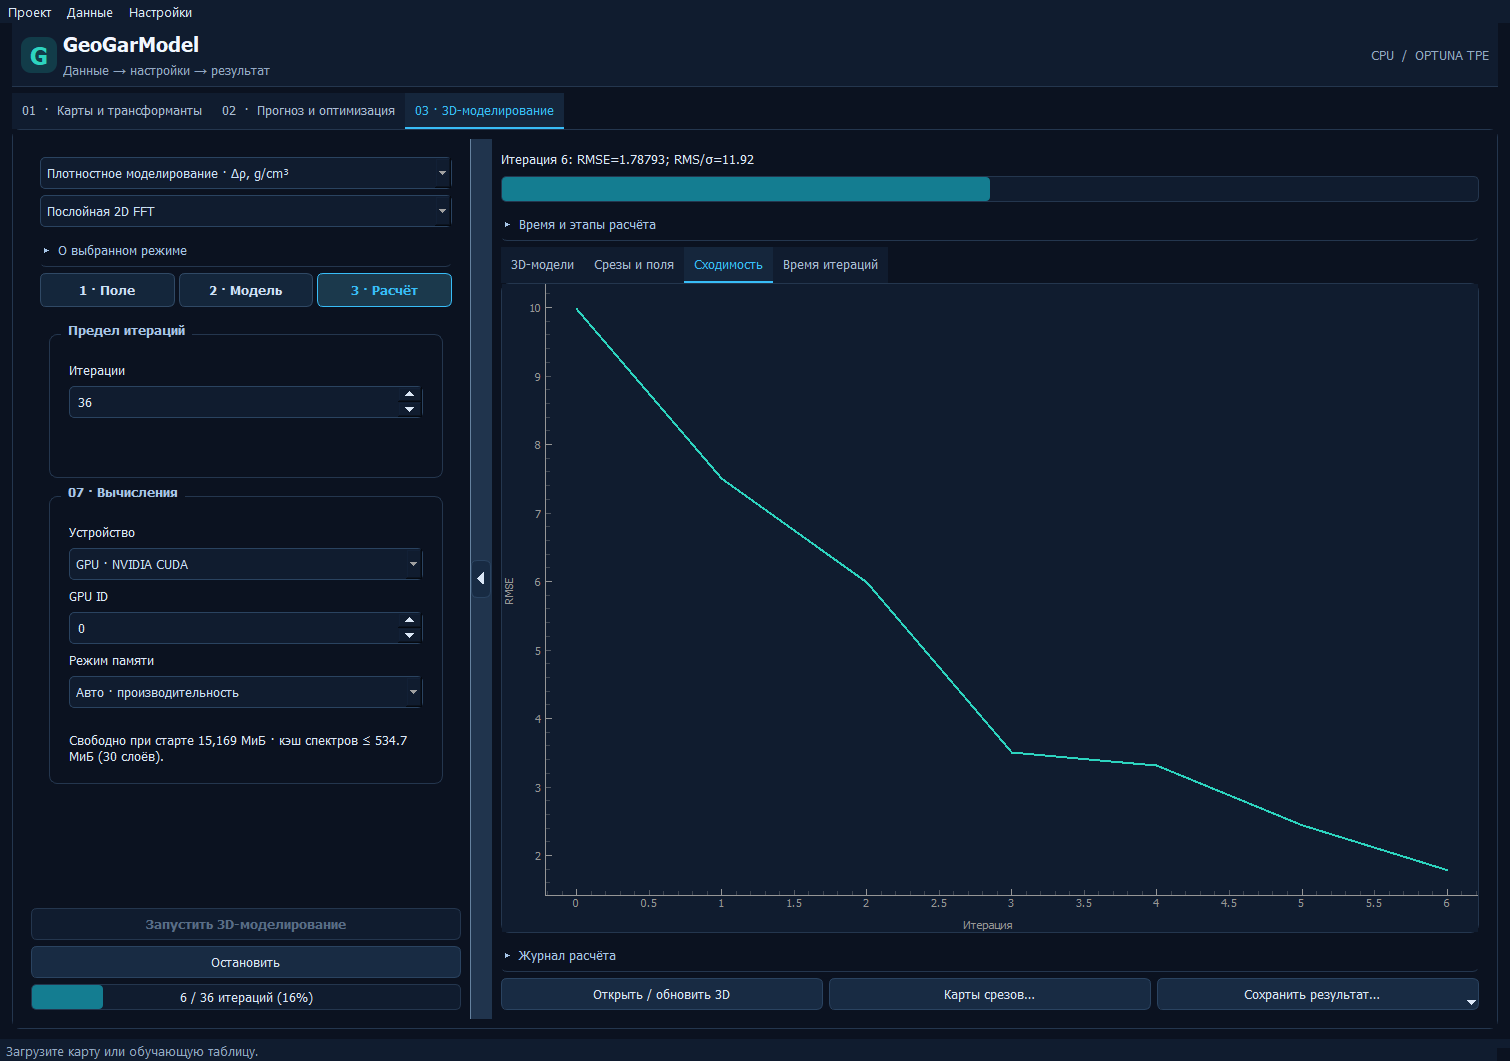 Проект Данные Настройки
G
GeoGarModel
Данные → настройки → результат
CPU / OPTUNA TPE
01 · Карты и трансформанты 02 · Прогноз и оптимизация 03 · 3D-моделирование
Плотностное моделирование · Δρ, g/cm³
Послойная 2D FFT
О выбранном режиме
1 · Поле 2 · Модель 3 · Расчёт
Предел итераций
Итерации
36
07 · Вычисления
Устройство
GPU · NVIDIA CUDA
GPU ID
0
Режим памяти
Авто · производительность
Свободно при старте 15,169 МиБ · кэш спектров ≤ 534.7
МиБ (30 слоёв).
Запустить 3D-моделирование
Остановить
6 / 36 итераций (16%)
Итерация 6: RMSE=1.78793; RMS/σ=11.92
Время и этапы расчёта
3D-модели Срезы и поля Сходимость Время итераций
10
9
8
7
6
5
4
3
2
RMSE
0 0.5 1 1.5 2 2.5 3 3.5 4 4.5 5 5.5 6
Итерация
Журнал расчёта
Открыть / обновить 3D Карты срезов... Сохранить результат...
Загрузите карту или обучающую таблицу.